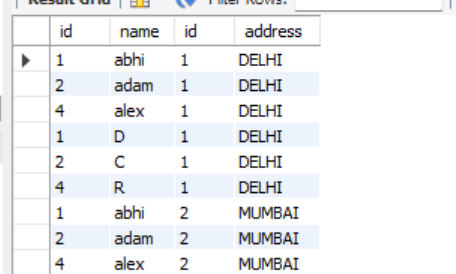 Result Grid Filter Rows:
id name id address
1 abhi 1 DELHI
2 adam 1 DELHI
4 alex 1 DELHI
1 D 1 DELHI
2 C 1 DELHI
4 R 1 DELHI
1 abhi 2 MUMBAI
2 adam 2 MUMBAI
4 alex 2 MUMBAI